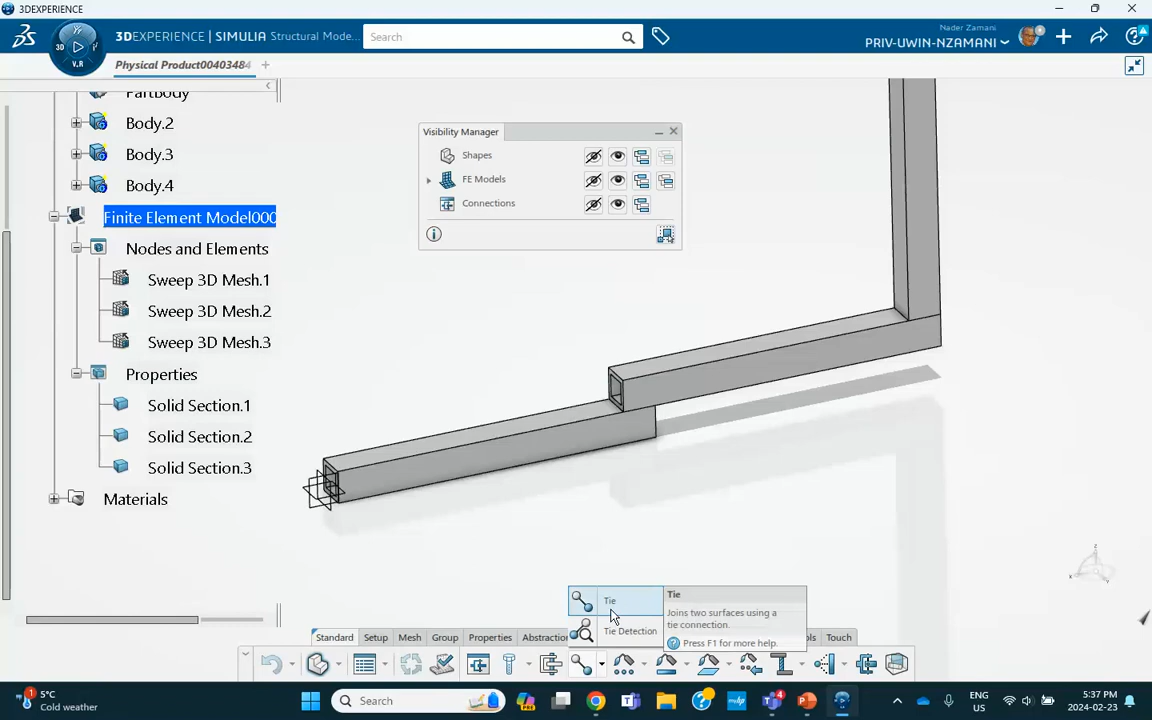 3DEXPERIENCE
3DEXPERIENCE | SIMULIA Structural Mode...
Search
Nader Zamani
PRIV-UWIN-NZAMANI
3D
V.R
Physical Product00403484
PartBody
Body.2
Body.3
Body.4
Finite Element Model000
Nodes and Elements
Sweep 3D Mesh.1
Sweep 3D Mesh.2
Sweep 3D Mesh.3
Properties
Solid Section.1
Solid Section.2
Solid Section.3
Materials
Visibility Manager
Shapes
FE Models
Connections
Tie
Tie Detection
Tie
Joins two surfaces using a
tie connection.
Press F1 for more help.
Standard Setup Mesh Group Properties Abstraction ols Touch
1
5°C
Cold weather
Search
4
ENG
US
5:37 PM
2024-02-23